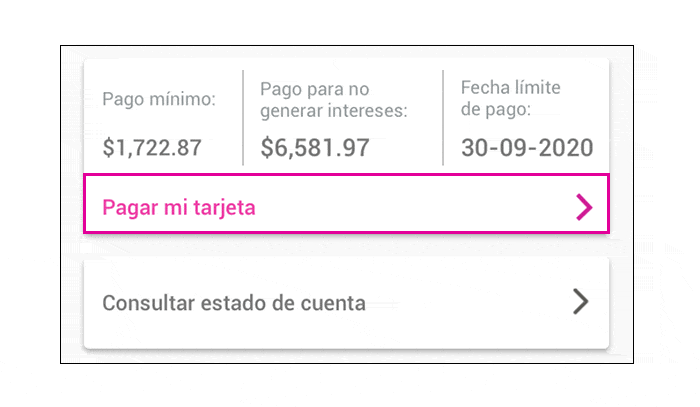 Pago mínimo:
$1,722.87
Pago para no
generar intereses:
$6,581.97
Fecha límite
de pago:
30-09-2020
Pagar mi tarjeta
Consultar estado de cuenta